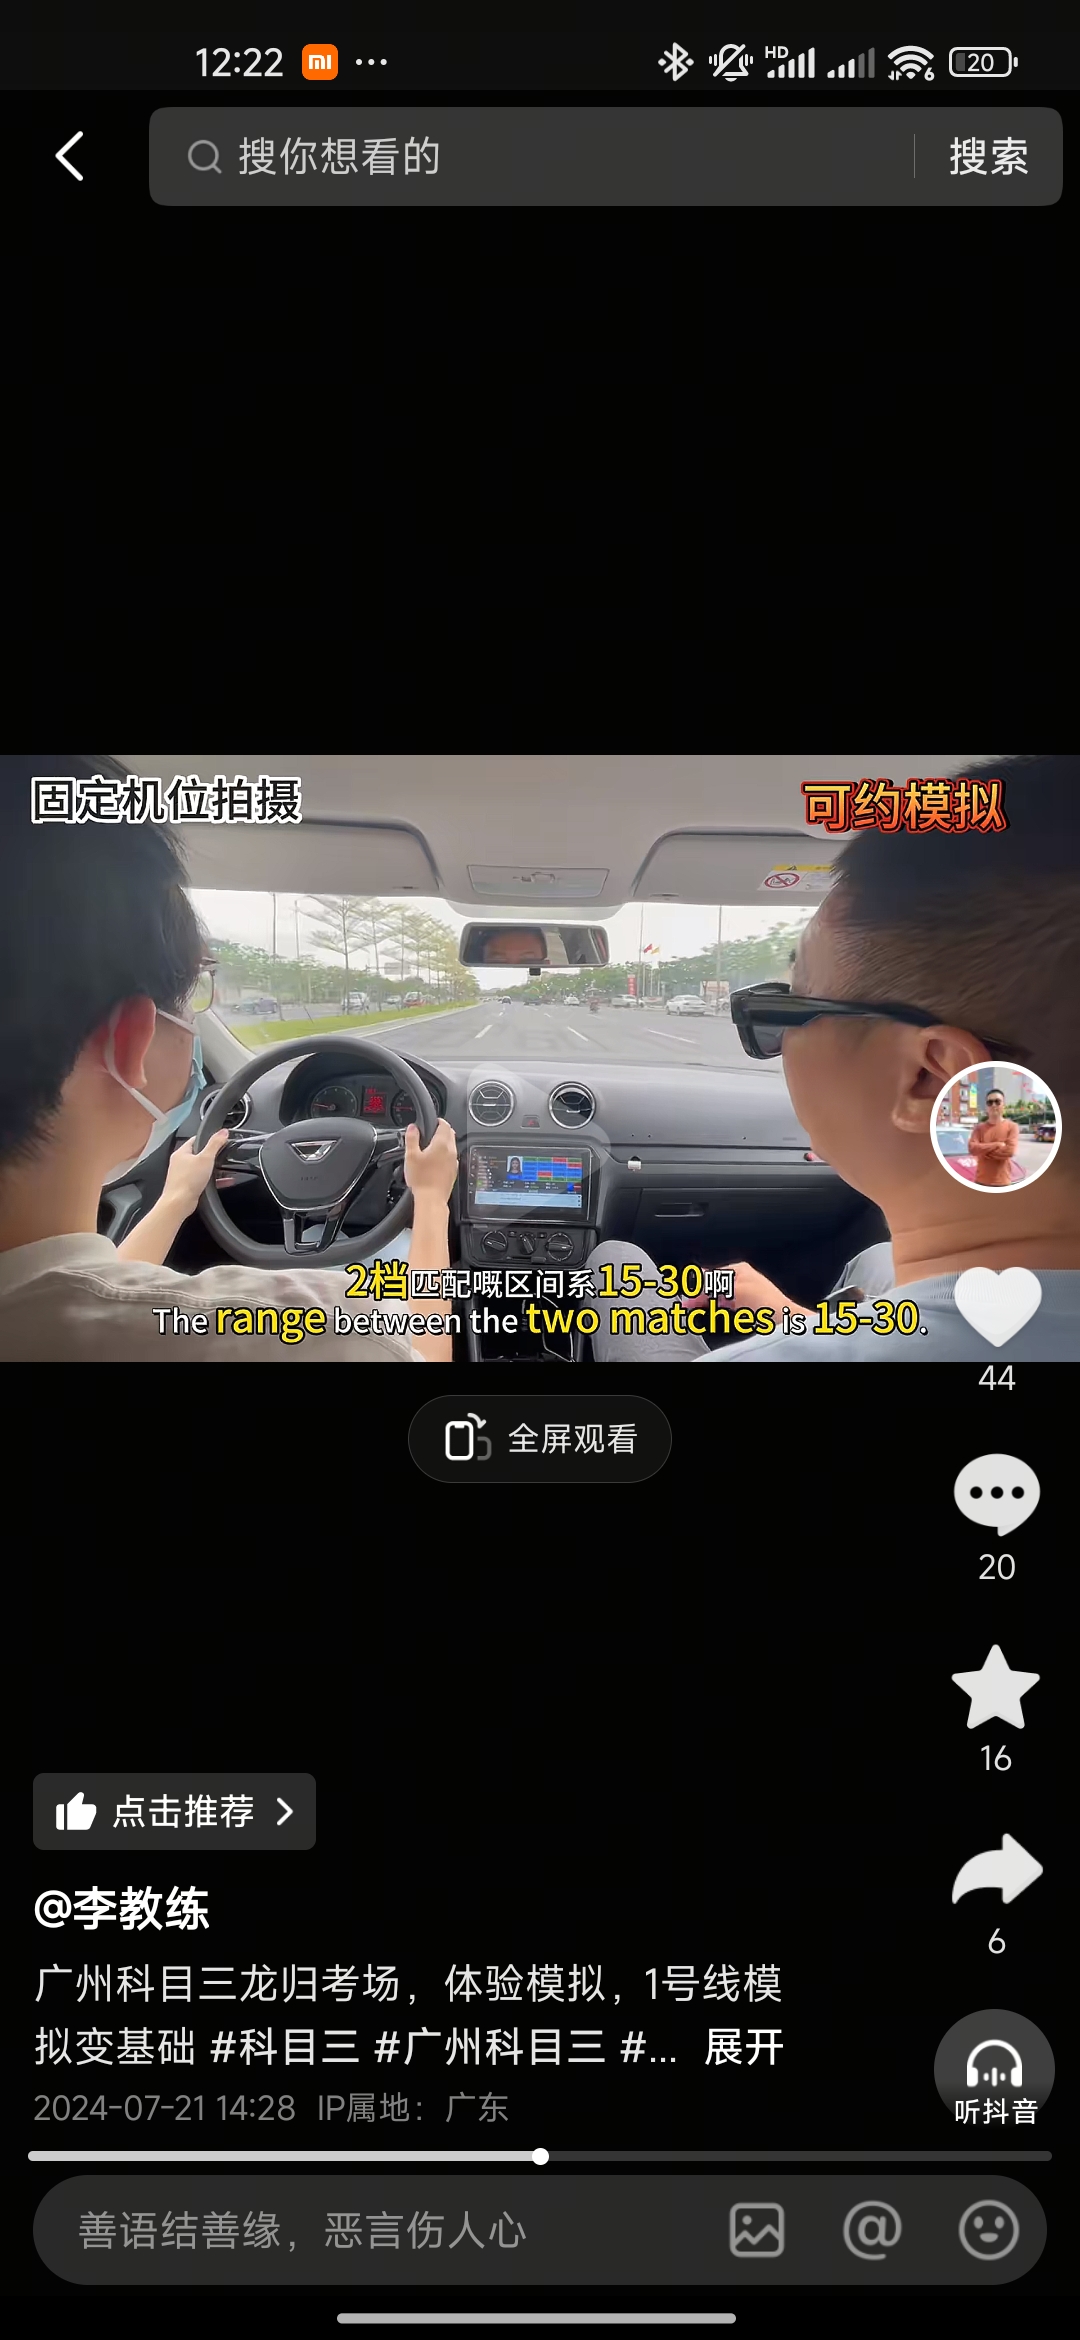 12:22
HD
6
20
搜你想看的
搜索
固定机位拍摄
可约模拟
2档匹配嘅区间系15-30啊
The range between the two matches is 15-30.
44
全屏观看
20
16
点击推荐
6
@李教练
广州科目三龙归考场，体验模拟，1号线模
拟变基础 #科目三 #广州科目三 #... 展开
2024-07-21 14:28 IP属地：广东
听抖音
善语结善缘，恶言伤人心